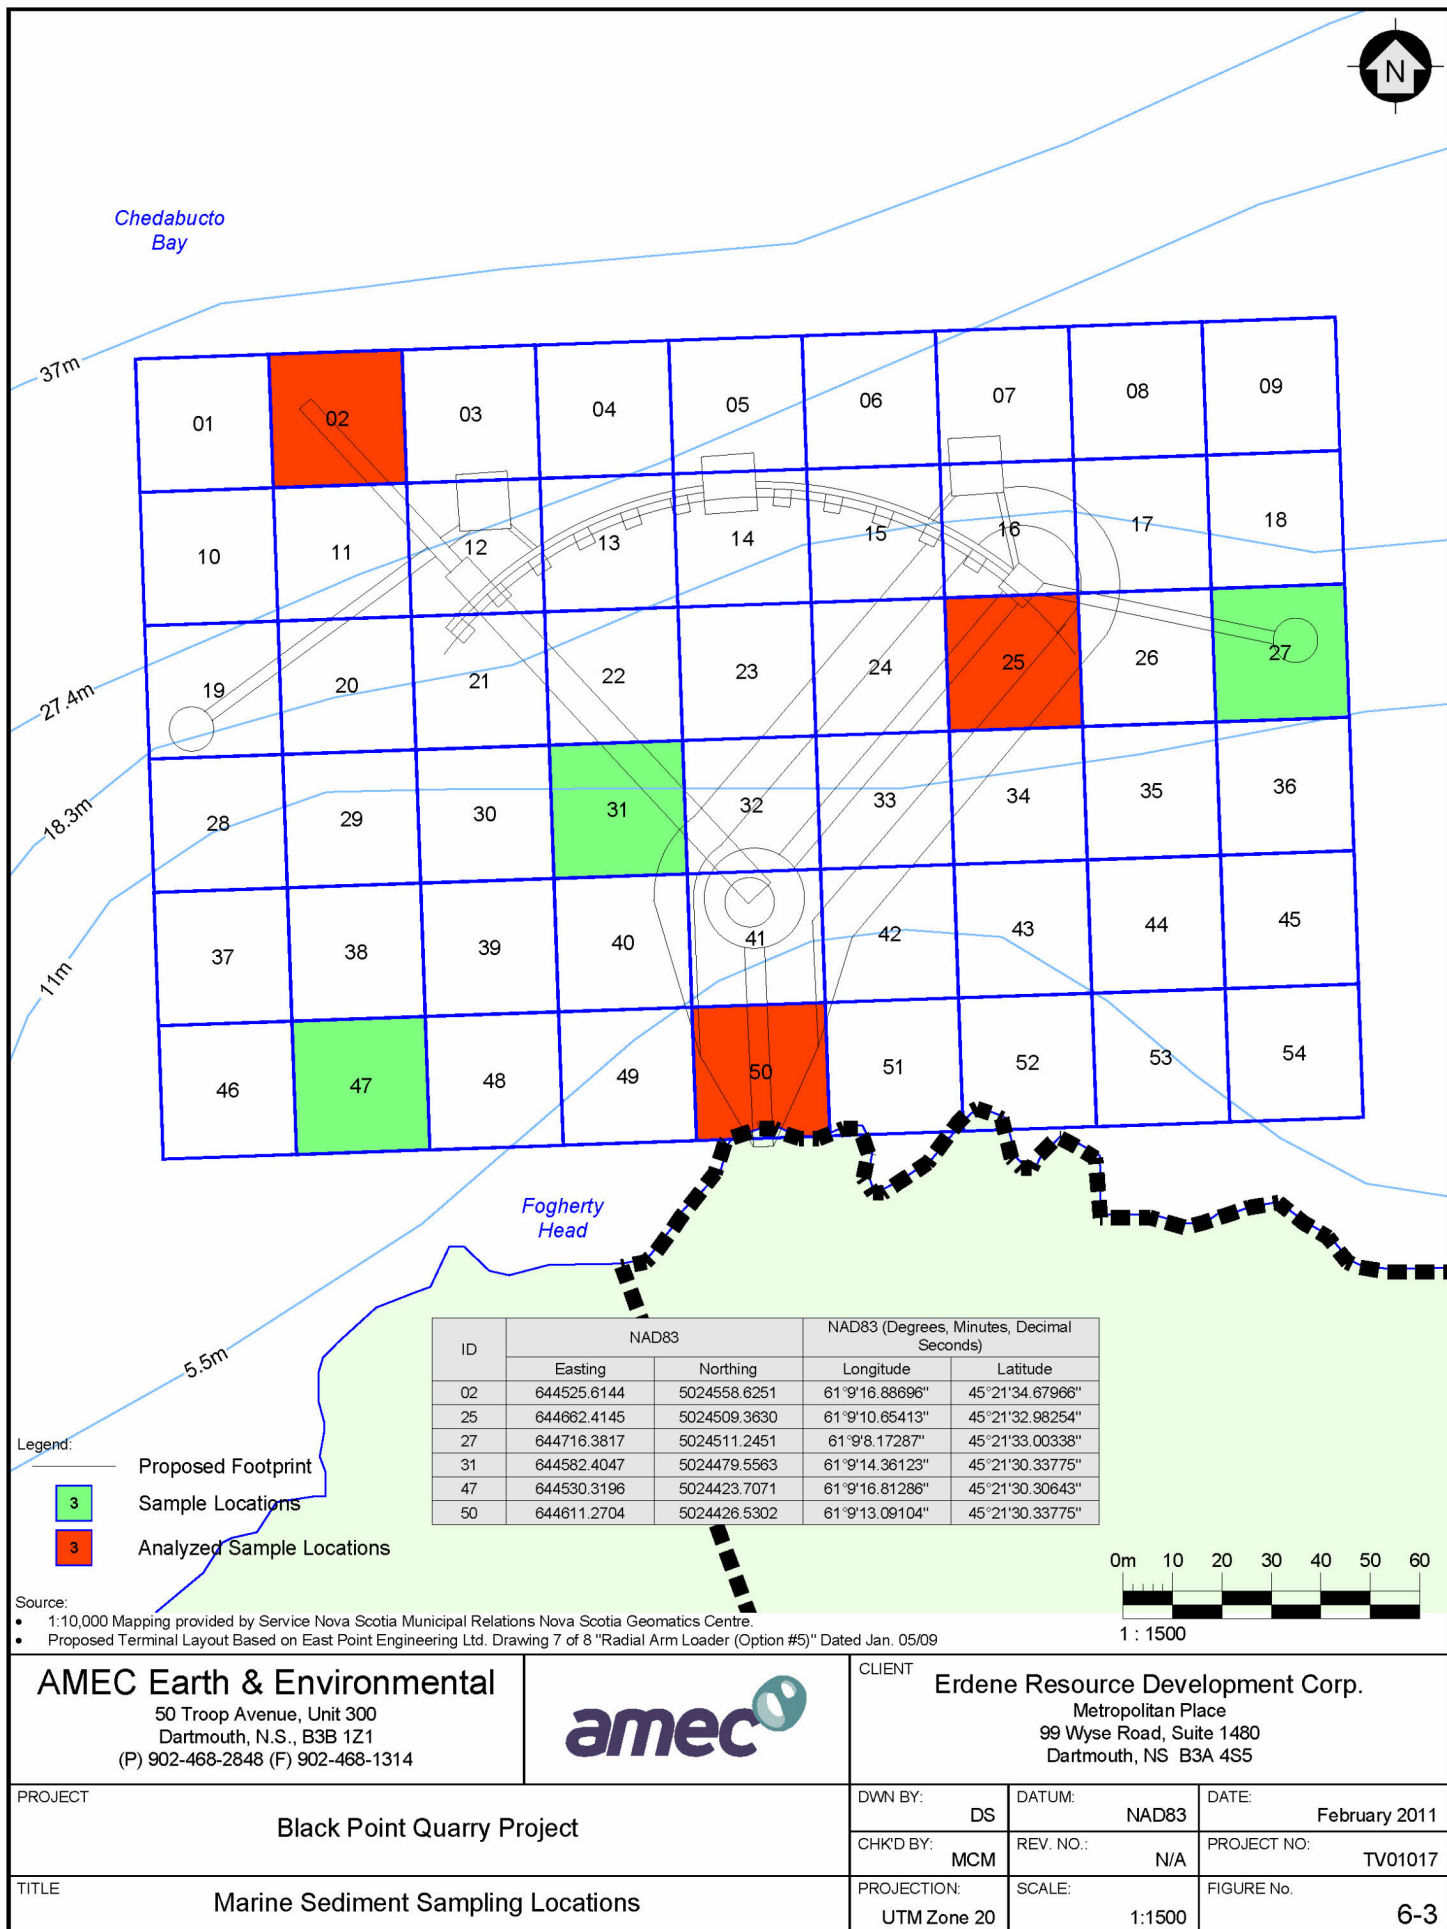 N
Chedabucto
Bay
37m
01 02 03 04 05 06 07 08 09
10 11 12 13 14 15 16 17 18
27.4m
19 20 21 22 23 24 25 26 27
18.3m
28 29 30 31 32 33 34 35 36
11m
37 38 39 40 41 42 43 44 45
46 47 48 49 50 51 52 53 54
Fogherty
Head
5.5m
ID NAD83 NAD83 (Degrees, Minutes, Decimal
Seconds)
Easting Northing Longitude Latitude
02 644525.6144 5024558.6251 61°9'16.88696" 45°21'34.67966"
25 644662.4145 5024509.3630 61°9'10.65413" 45°21'32.98254"
27 644716.3817 5024511.2451 61°9'8.17287" 45°21'33.00338"
31 644582.4047 5024479.5563 61°9'14.36123" 45°21'30.33775"
47 644530.3196 5024423.7071 61°9'16.81286" 45°21'30.30643"
50 644611.2704 5024426.5302 61°9'13.09104" 45°21'30.33775"
Legend:
Proposed Footprint
3 Sample Locations
3 Analyzed Sample Locations
0m 10 20 30 40 50 60
1 : 1500
Source:
• 1:10,000 Mapping provided by Service Nova Scotia Municipal Relations Nova Scotia Geomatics Centre.
• Proposed Terminal Layout Based on East Point Engineering Ltd. Drawing 7 of 8 "Radial Arm Loader (Option #5)" Dated Jan. 05/09
AMEC Earth & Environmental
50 Troop Avenue, Unit 300
Dartmouth, N.S., B3B 1Z1
(P) 902-468-2848 (F) 902-468-1314
amec
CLIENT
Erdene Resource Development Corp.
Metropolitan Place
99 Wyse Road, Suite 1480
Dartmouth, NS B3A 4S5
PROJECT
Black Point Quarry Project
DWN BY: DS
DATUM: NAD83
DATE: February 2011
CHK'D BY: MCM
REV. NO.: N/A
PROJECT NO: TV01017
TITLE
Marine Sediment Sampling Locations
PROJECTION: UTM Zone 20
SCALE: 1:1500
FIGURE No. 6-3